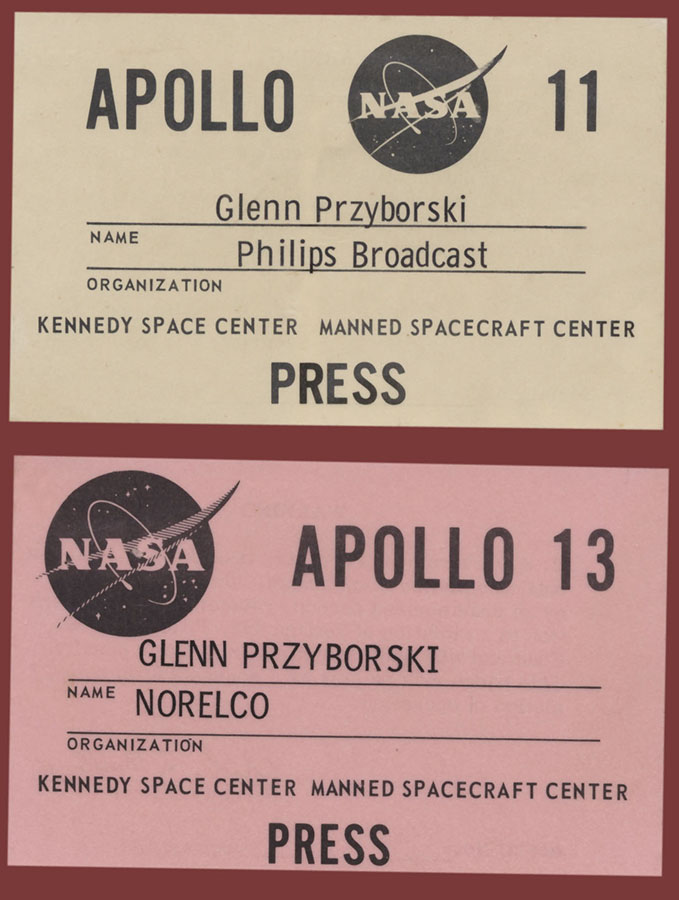 APOLLO NASA 11
Glenn Przyborski
NAME
Philips Broadcast
ORGANIZATION
KENNEDY SPACE CENTER MANNED SPACECRAFT CENTER
PRESS
NASA APOLLO 13
GLENN PRZYBORSKI
NAME NORELCO
ORGANIZATION
KENNEDY SPACE CENTER MANNED SPACECRAFT CENTER
PRESS